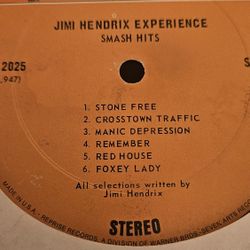 JIMI HENDRIX EXPERIENCE
SMASH HITS
2025
,947)
S
1. STONE FREE
2. CROSSTOWN TRAFFIC
3. MANIC DEPRESSION
4. REMEMBER
5. RED HOUSE
6. FOXEY LADY
All selections written by
Jimi Hendrix
STEREO
MADE IN U.S.A. · REPRISE RECORDS, A DIVISION OF WARNER BROS.-SEVEN ARTS RECORDS